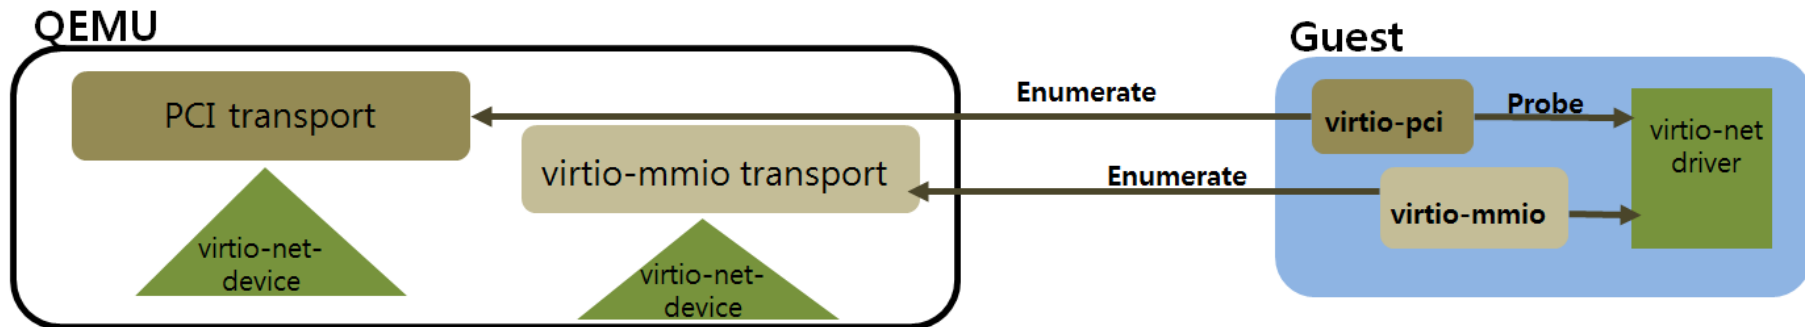 QEMU
PCI transport
virtio-mmio transport
virtio-net-
device
virtio-net-
device
Enumerate
Enumerate
Guest
virtio-pci
Probe
virtio-mmio
virtio-net
driver